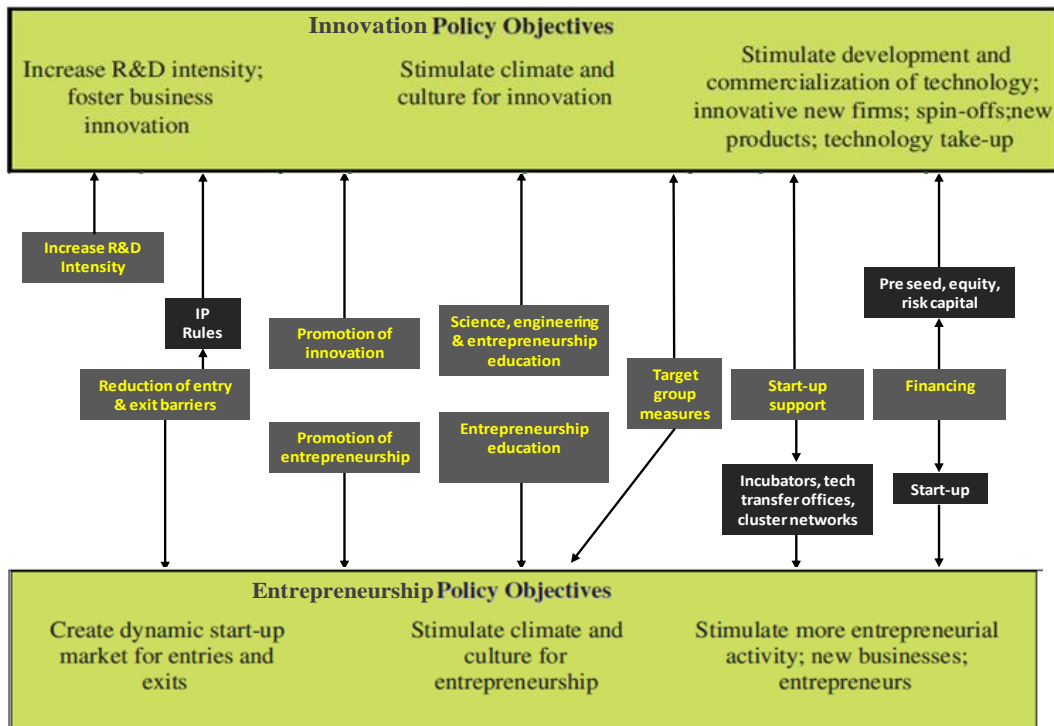 Innovation Policy Objectives
Increase R&D intensity;
foster business
innovation
Stimulate climate and
culture for innovation
Stimulate development and
commercialization of technology;
innovative new firms; spin-offs;new
products; technology take-up
Increase R&D
Intensity
IP
Rules
Reduction of entry
& exit barriers
Promotion of
innovation
Promotion of
entrepreneurship
Science, engineering
& entrepreneurship
education
Entrepreneurship
education
Target
group
measures
Start-up
support
Incubators, tech
transfer offices,
cluster networks
Pre seed, equity,
risk capital
Financing
Start-up
Entrepreneurship Policy Objectives
Create dynamic start-up
market for entries and
exits
Stimulate climate and
culture for
entrepreneurship
Stimulate more entrepreneurial
activity; new businesses;
entrepreneurs